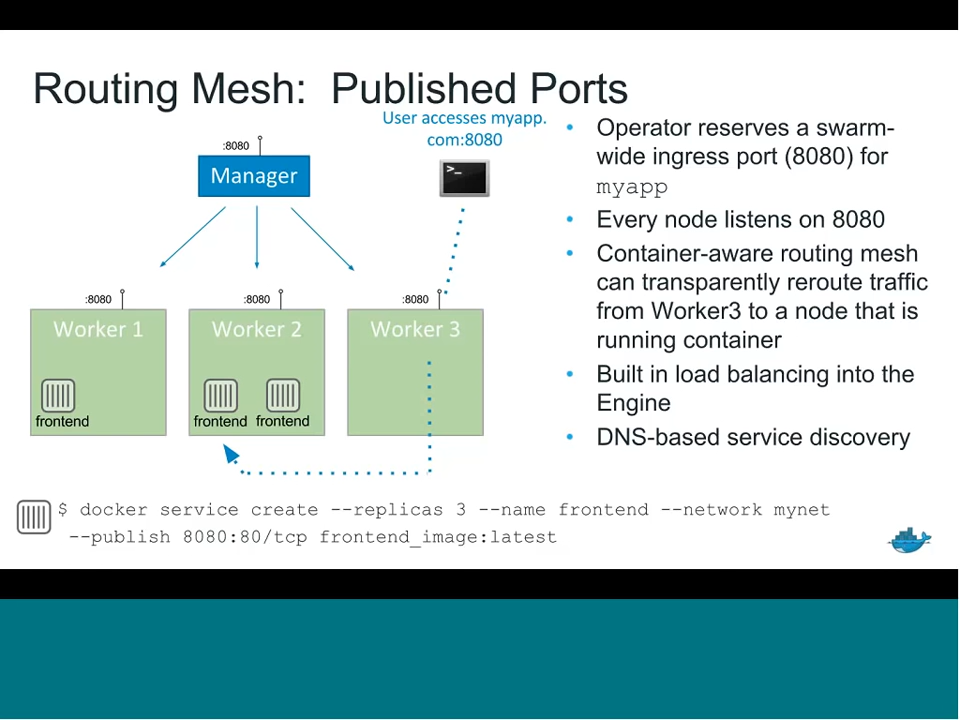 Routing Mesh: Published Ports
User accesses myapp.
com:8080
:8080
Manager
>_
:8080
:8080
:8080
Worker 1
Worker 2
Worker 3
frontend
frontend
frontend
• Operator reserves a swarm-
wide ingress port (8080) for
myapp
• Every node listens on 8080
• Container-aware routing mesh
can transparently reroute traffic
from Worker3 to a node that is
running container
• Built in load balancing into the
Engine
• DNS-based service discovery
$ docker service create --replicas 3 --name frontend --network mynet
--publish 8080:80/tcp frontend_image:latest